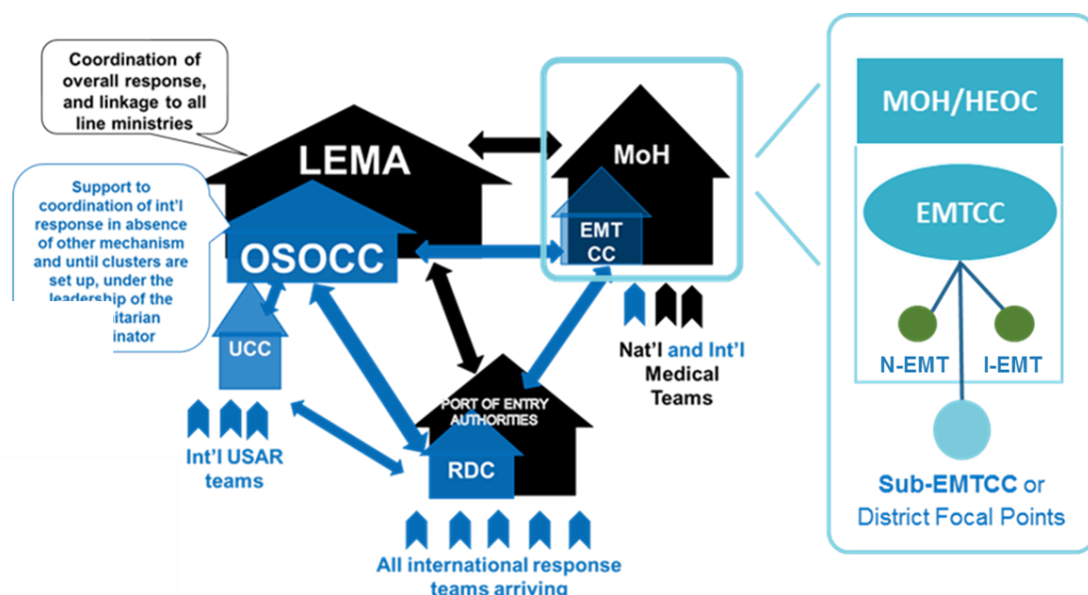 Coordination of
overall response,
and linkage to all
line ministries
LEMA
Support to
coordination of int'l
response in absence
of other mechanism
and until clusters are
set up, under the
leadership of the
nitarian
inator
OSOCC
UCC
Int'l USAR
teams
MoH
EMT
CC
Nat'l and Int'l
Medical
Teams
PORT OF ENTRY
AUTHORITIES
RDC
All international response
teams arriving
MOH/HEOC
EMTCC
N-EMT
I-EMT
Sub-EMTCC or
District Focal Points